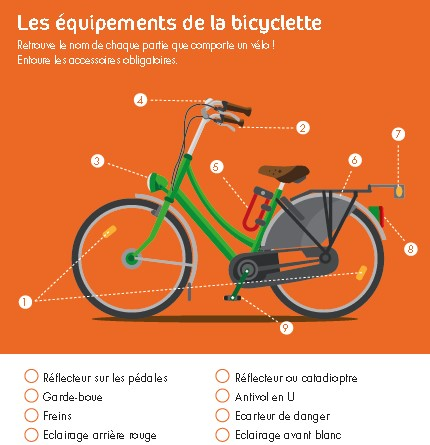 Les équipements de la bicyclette
Retrouve le nom de chaque partie que comporte un vélo !
Entoure les accessoires obligatoires.
4
2
7
3
5
6
8
1
9
Réflecteur sur les pédales
Garde-boue
Freins
Eclairage arrière rouge
Réflecteur ou catadioptre
Antivol en U
Ecarteur de danger
Eclairage avant blanc